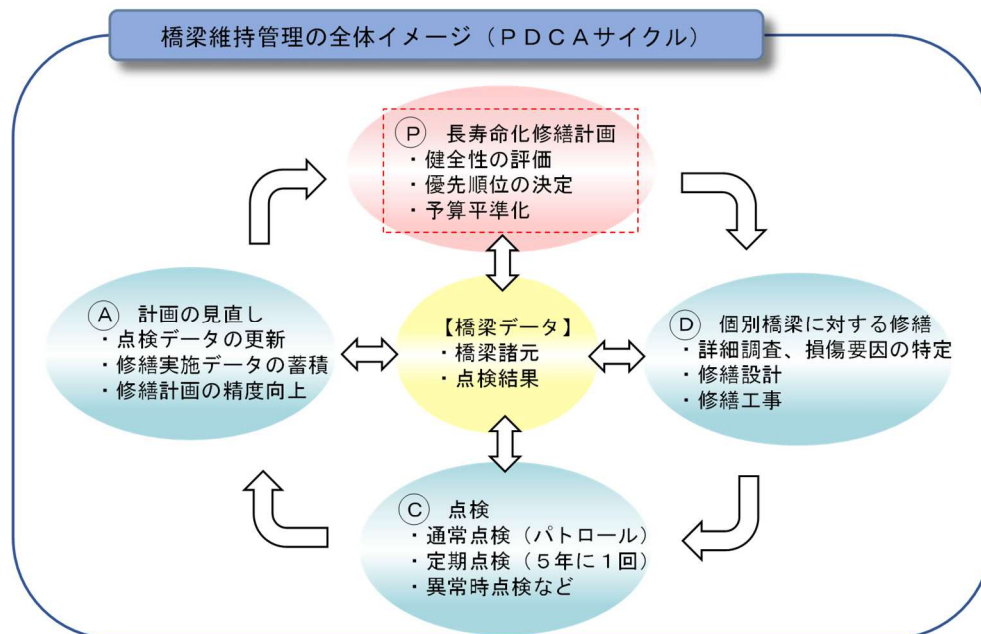 橋梁維持管理の全体イメージ（ＰＤＣＡサイクル）
Ⓟ 長寿命化修繕計画
・健全性の評価
・優先順位の決定
・予算平準化
Ⓐ 計画の見直し
・点検データの更新
・修繕実施データの蓄積
・修繕計画の精度向上
【橋梁データ】
・橋梁諸元
・点検結果
Ⓓ 個別橋梁に対する修繕
・詳細調査、損傷要因の特定
・修繕設計
・修繕工事
Ⓒ 点検
・通常点検（パトロール）
・定期点検（５年に１回）
・異常時点検など